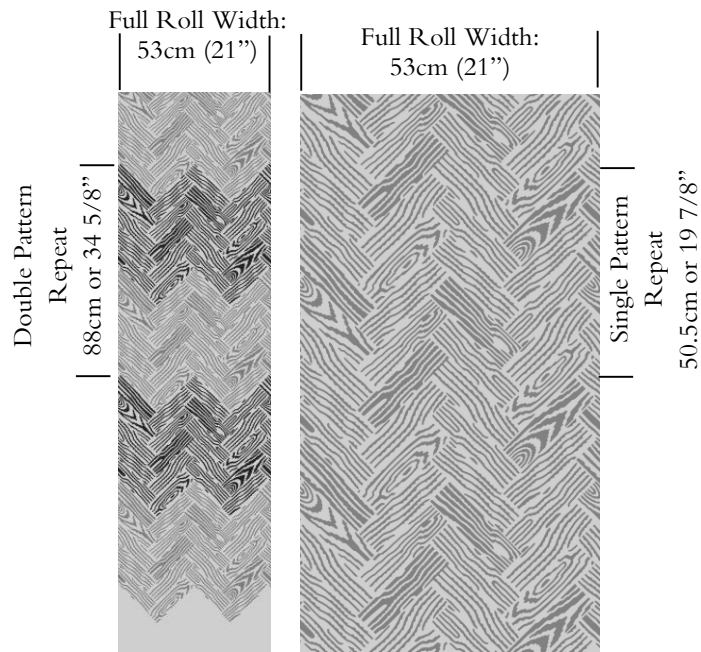 Full Roll Width:
53cm (21”)
Double Pattern
Repeat
88cm or 34 5/8”
Full Roll Width:
53cm (21”)
Single Pattern
Repeat
50.5cm or 19 7/8”